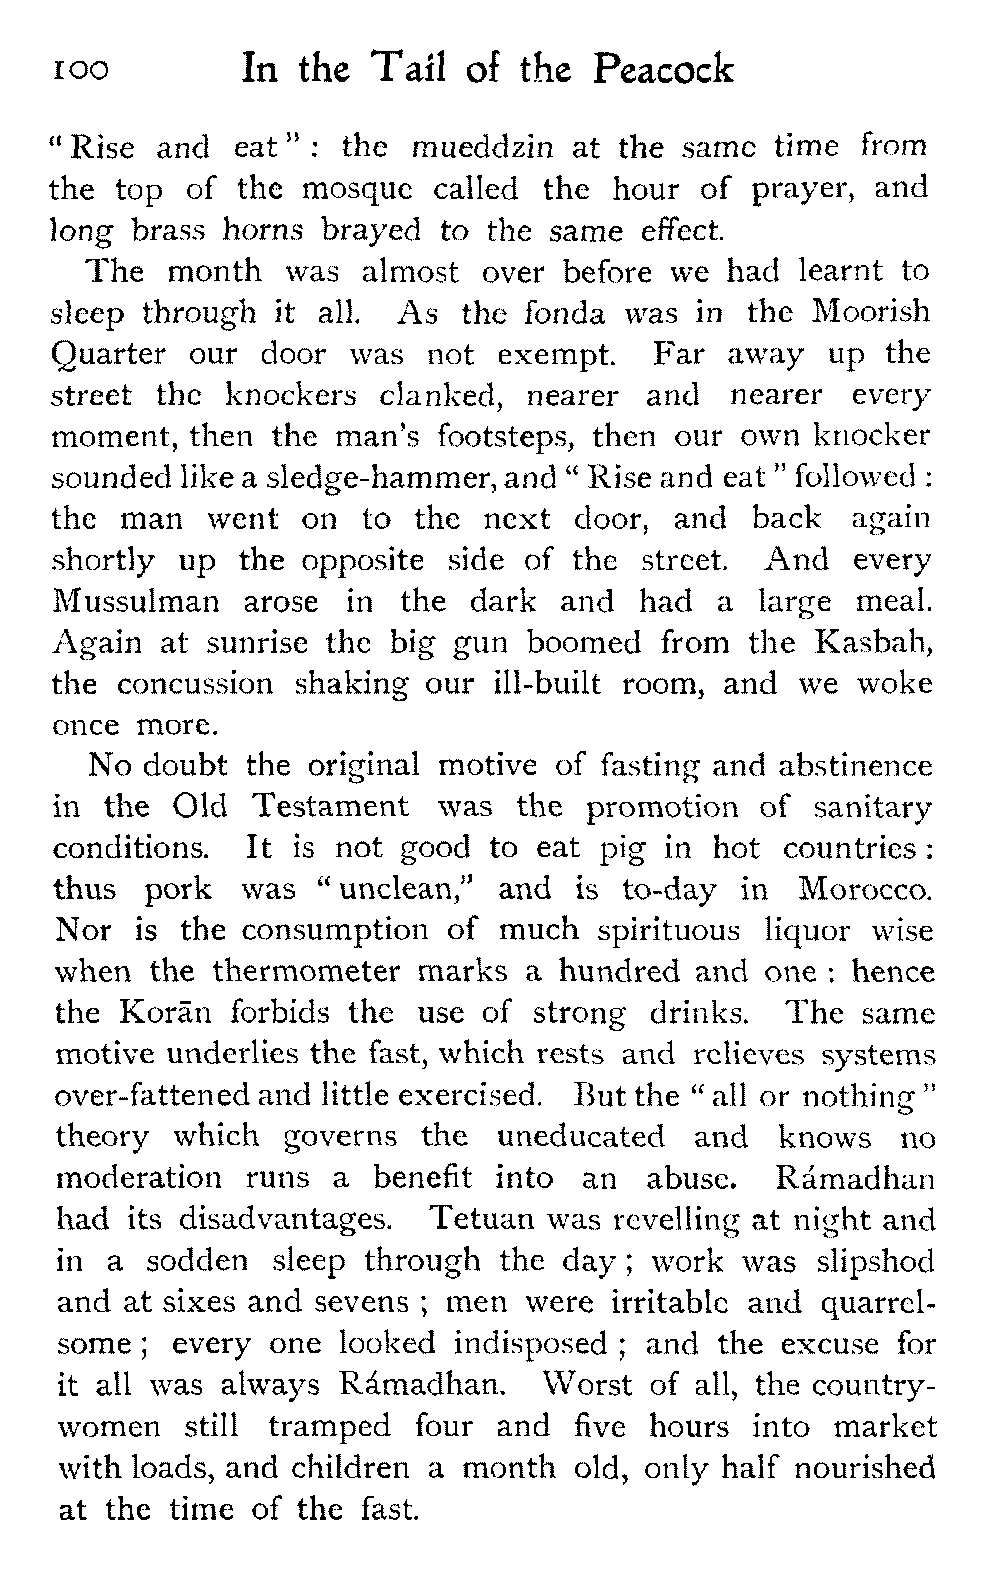 100 In the Tail of the Peacock
“Rise and eat”: the mueddzin at the same time from
the top of the mosque called the hour of prayer, and
long brass horns brayed to the same effect.
The month was almost over before we had learnt to
sleep through it all. As the fonda was in the Moorish
Quarter our door was not exempt. Far away up the
street the knockers clanked, nearer and nearer every
moment, then the man's footsteps, then our own knocker
sounded like a sledge-hammer, and “Rise and eat” followed:
the man went on to the next door, and back again
shortly up the opposite side of the street. And every
Mussulman arose in the dark and had a large meal.
Again at sunrise the big gun boomed from the Kasbah,
the concussion shaking our ill-built room, and we woke
once more.
No doubt the original motive of fasting and abstinence
in the Old Testament was the promotion of sanitary
conditions. It is not good to eat pig in hot countries:
thus pork was “unclean,” and is to-day in Morocco.
Nor is the consumption of much spirituous liquor wise
when the thermometer marks a hundred and one: hence
the Korān forbids the use of strong drinks. The same
motive underlies the fast, which rests and relieves systems
over-fattened and little exercised. But the “all or nothing”
theory which governs the uneducated and knows no
moderation runs a benefit into an abuse. Rámadhan
had its disadvantages. Tetuan was revelling at night and
in a sodden sleep through the day; work was slipshod
and at sixes and sevens; men were irritable and quarrel-
some; every one looked indisposed; and the excuse for
it all was always Rámadhan. Worst of all, the country-
women still tramped four and five hours into market
with loads, and children a month old, only half nourished
at the time of the fast.